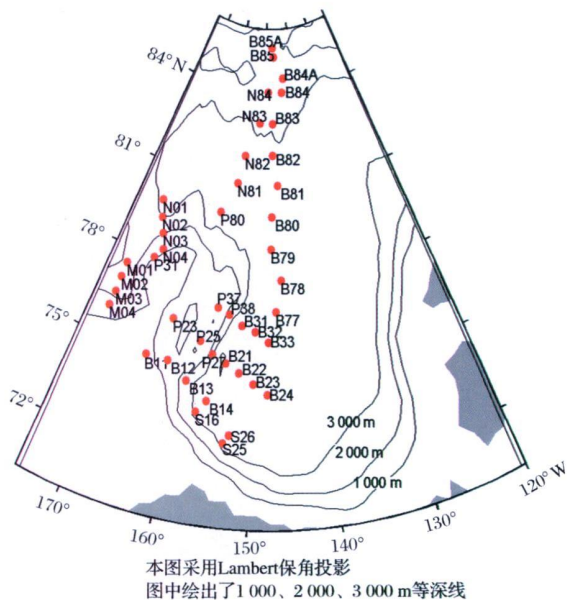 B85A
B85
84°N
B84A
N84
B84
N83
B83
81°
N82
B82
N81
B81
N01
P80
B80
N02
78°
N03
N04
B79
P31
M01
M02
B78
M03
M04
P37
P38
B77
75°
P23
B31
B32
P25
B33
B11
B12
P27
B21
B22
B23
B13
B24
72°
B14
S16
3 000 m
S26
S25
2 000 m
1 000 m
120° W
170°
130°
160°
150°
140°
本图采用Lambert保角投影
图中绘出了1 000、2 000、3 000 m等深线